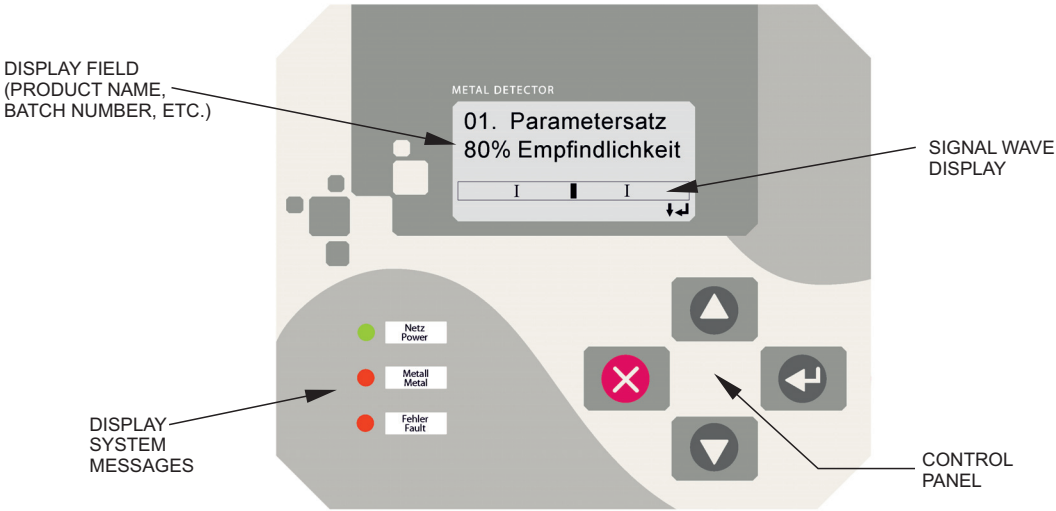 DISPLAY FIELD
(PRODUCT NAME,
BATCH NUMBER, ETC.)
METAL DETECTOR
01. Parametersatz
80% Empfindlichkeit
I I
SIGNAL WAVE
DISPLAY
Netz
Power
Metall
Metal
Fehler
Fault
DISPLAY
SYSTEM
MESSAGES
CONTROL
PANEL